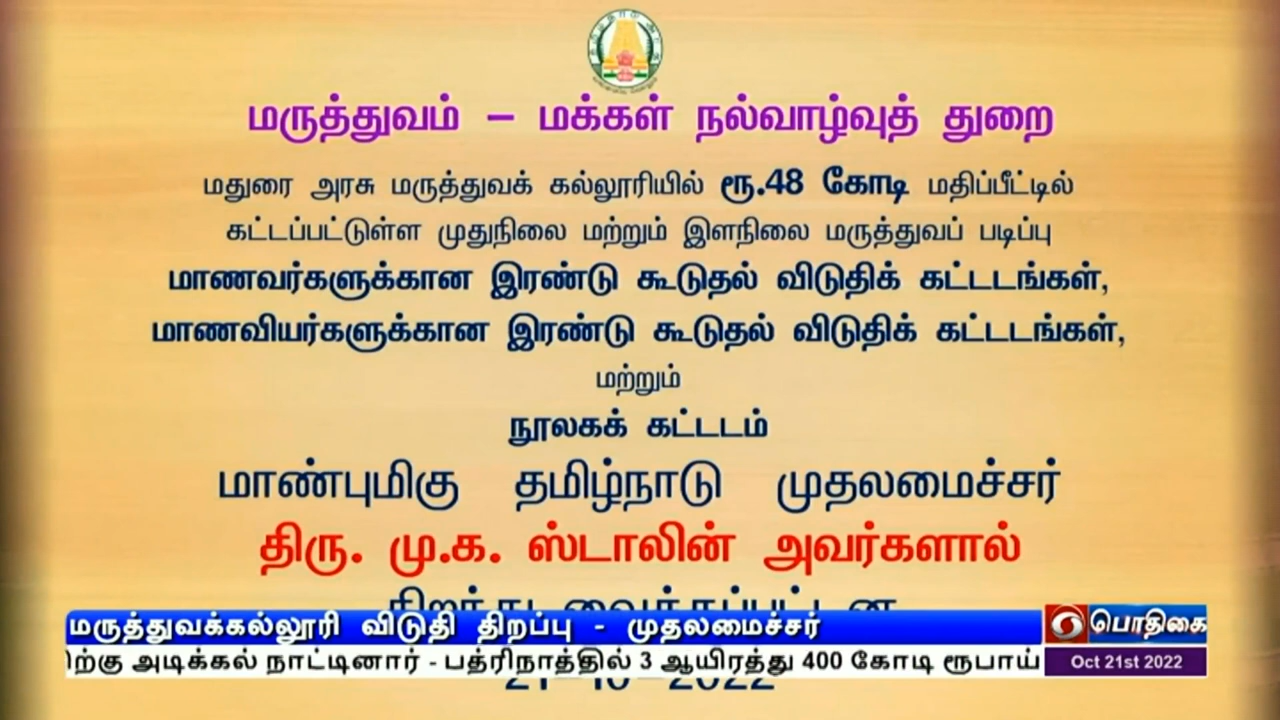 மருத்துவம் – மக்கள் நல்வாழ்வுத் துறை
மதுரை அரசு மருத்துவக் கல்லூரியில் ரூ.48 கோடி மதிப்பீட்டில்
கட்டப்பட்டுள்ள முதுநிலை மற்றும் இளநிலை மருத்துவப் படிப்பு
மாணவர்களுக்கான இரண்டு கூடுதல் விடுதிக் கட்டடங்கள்,
மாணவியர்களுக்கான இரண்டு கூடுதல் விடுதிக் கட்டடங்கள்,
மற்றும்
நூலகக் கட்டடம்
மாண்புமிகு தமிழ்நாடு முதலமைச்சர்
திரு. மு.க. ஸ்டாலின் அவர்களால்
மருத்துவக்கல்லூரி விடுதி திறப்பு - முதலமைச்சர்
பொதிகை
அடிக்கல் நாட்டினார் - பத்ரிநாத்தில் 3 ஆயிரத்து 400 கோடி ரூபாய்
Oct 21st 2022